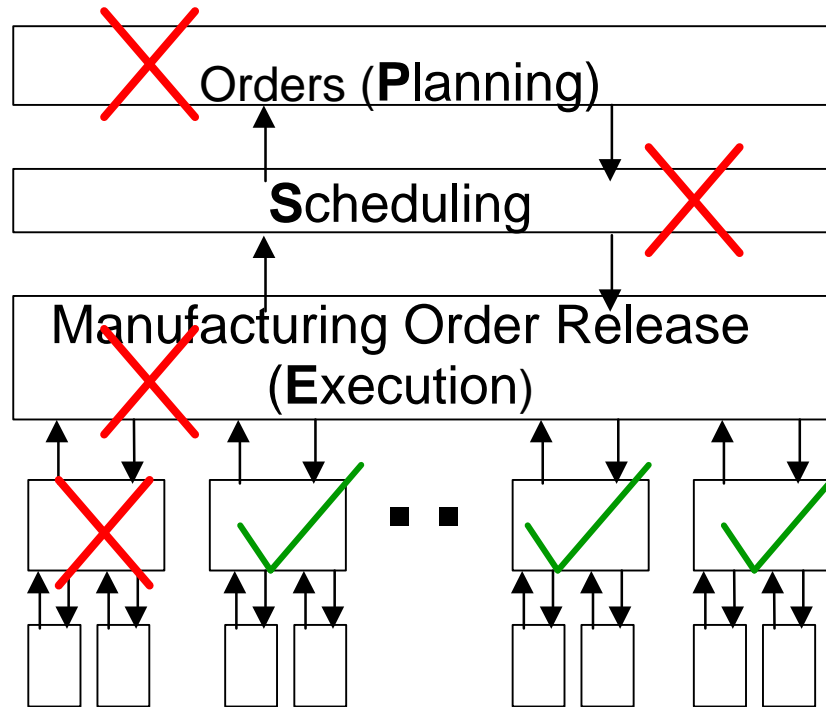 Orders (Planning)
Scheduling
Manufacturing Order Release
(Execution)